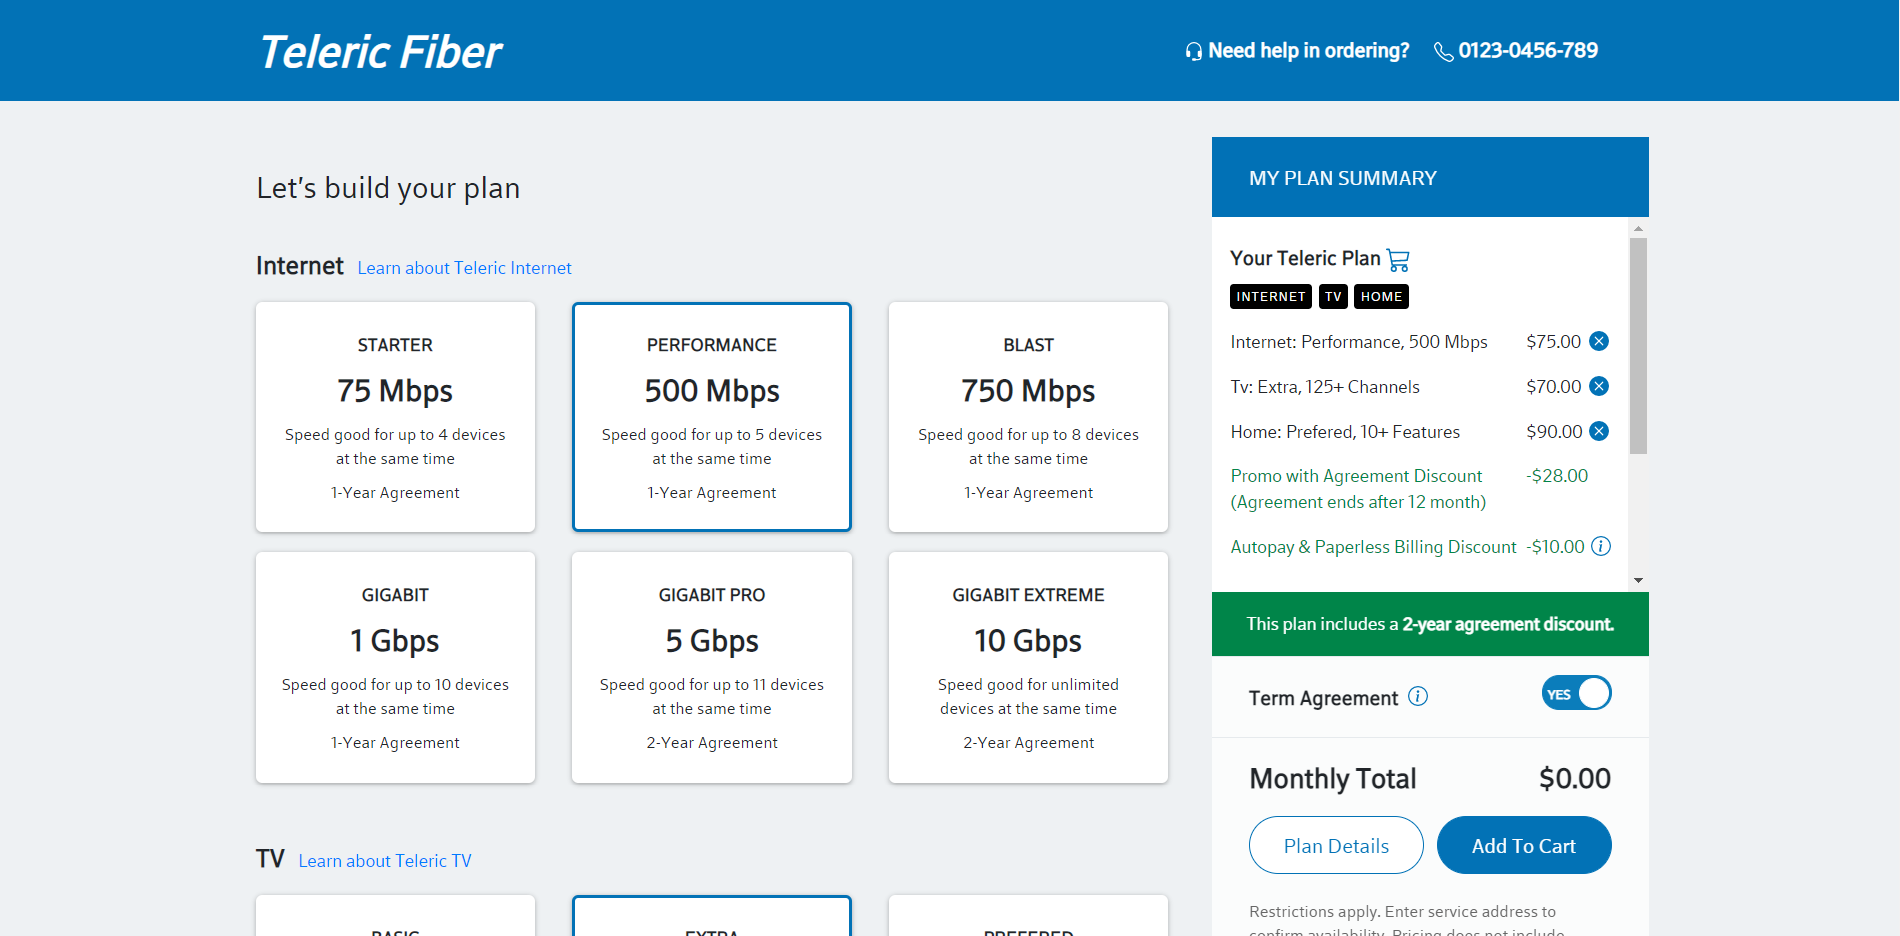 Teleric Fiber
Need help in ordering?
0123-0456-789
Let's build your plan
Internet Learn about Teleric Internet
STARTER
75 Mbps
Speed good for up to 4 devices
at the same time
1-Year Agreement
PERFORMANCE
500 Mbps
Speed good for up to 5 devices
at the same time
1-Year Agreement
BLAST
750 Mbps
Speed good for up to 8 devices
at the same time
1-Year Agreement
GIGABIT
1 Gbps
Speed good for up to 10 devices
at the same time
1-Year Agreement
GIGABIT PRO
5 Gbps
Speed good for up to 11 devices
at the same time
2-Year Agreement
GIGABIT EXTREME
10 Gbps
Speed good for unlimited
devices at the same time
2-Year Agreement
TV Learn about Teleric TV
BASIC
EXTRA
PREFERED
MY PLAN SUMMARY
Your Teleric Plan
INTERNET TV HOME
Internet: Performance, 500 Mbps $75.00
Tv: Extra, 125+ Channels $70.00
Home: Prefered, 10+ Features $90.00
Promo with Agreement Discount -$28.00
(Agreement ends after 12 month)
Autopay & Paperless Billing Discount -$10.00
This plan includes a 2-year agreement discount.
Term Agreement YES
Monthly Total $0.00
Plan Details Add To Cart
Restrictions apply. Enter service address to
confirm availability. Pricing does not include